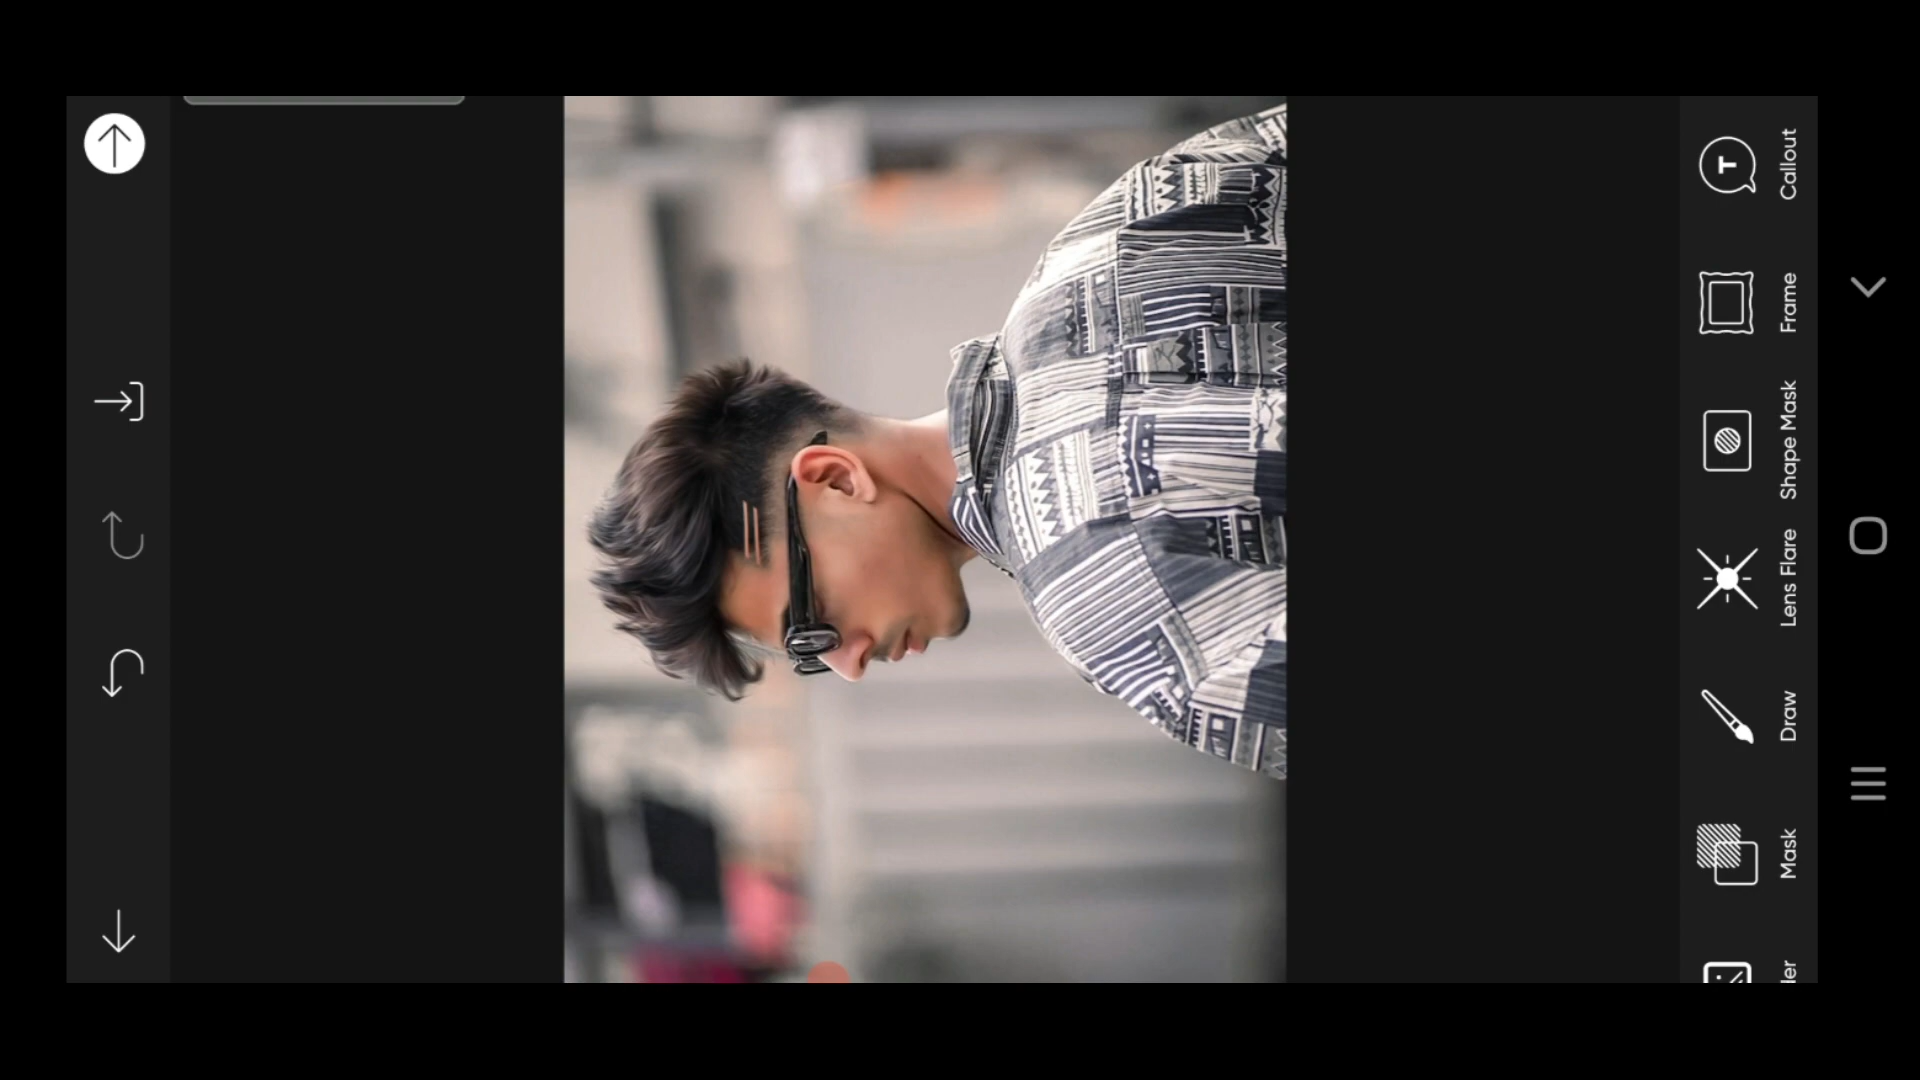 Callout
Frame
Shape Mask
Lens Flare
Draw
Mask
T